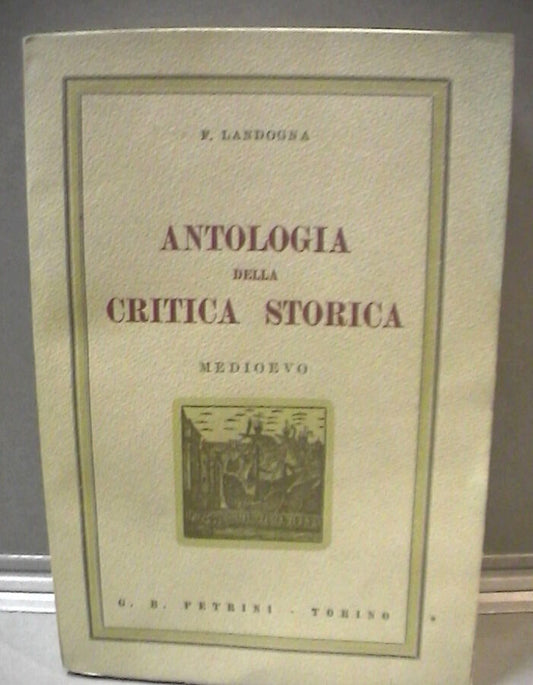 F. LANDOGNA
ANTOLOGIA
DELLA
CRITICA STORICA
MEDIOEVO
G. B. PETRINI - TORINO